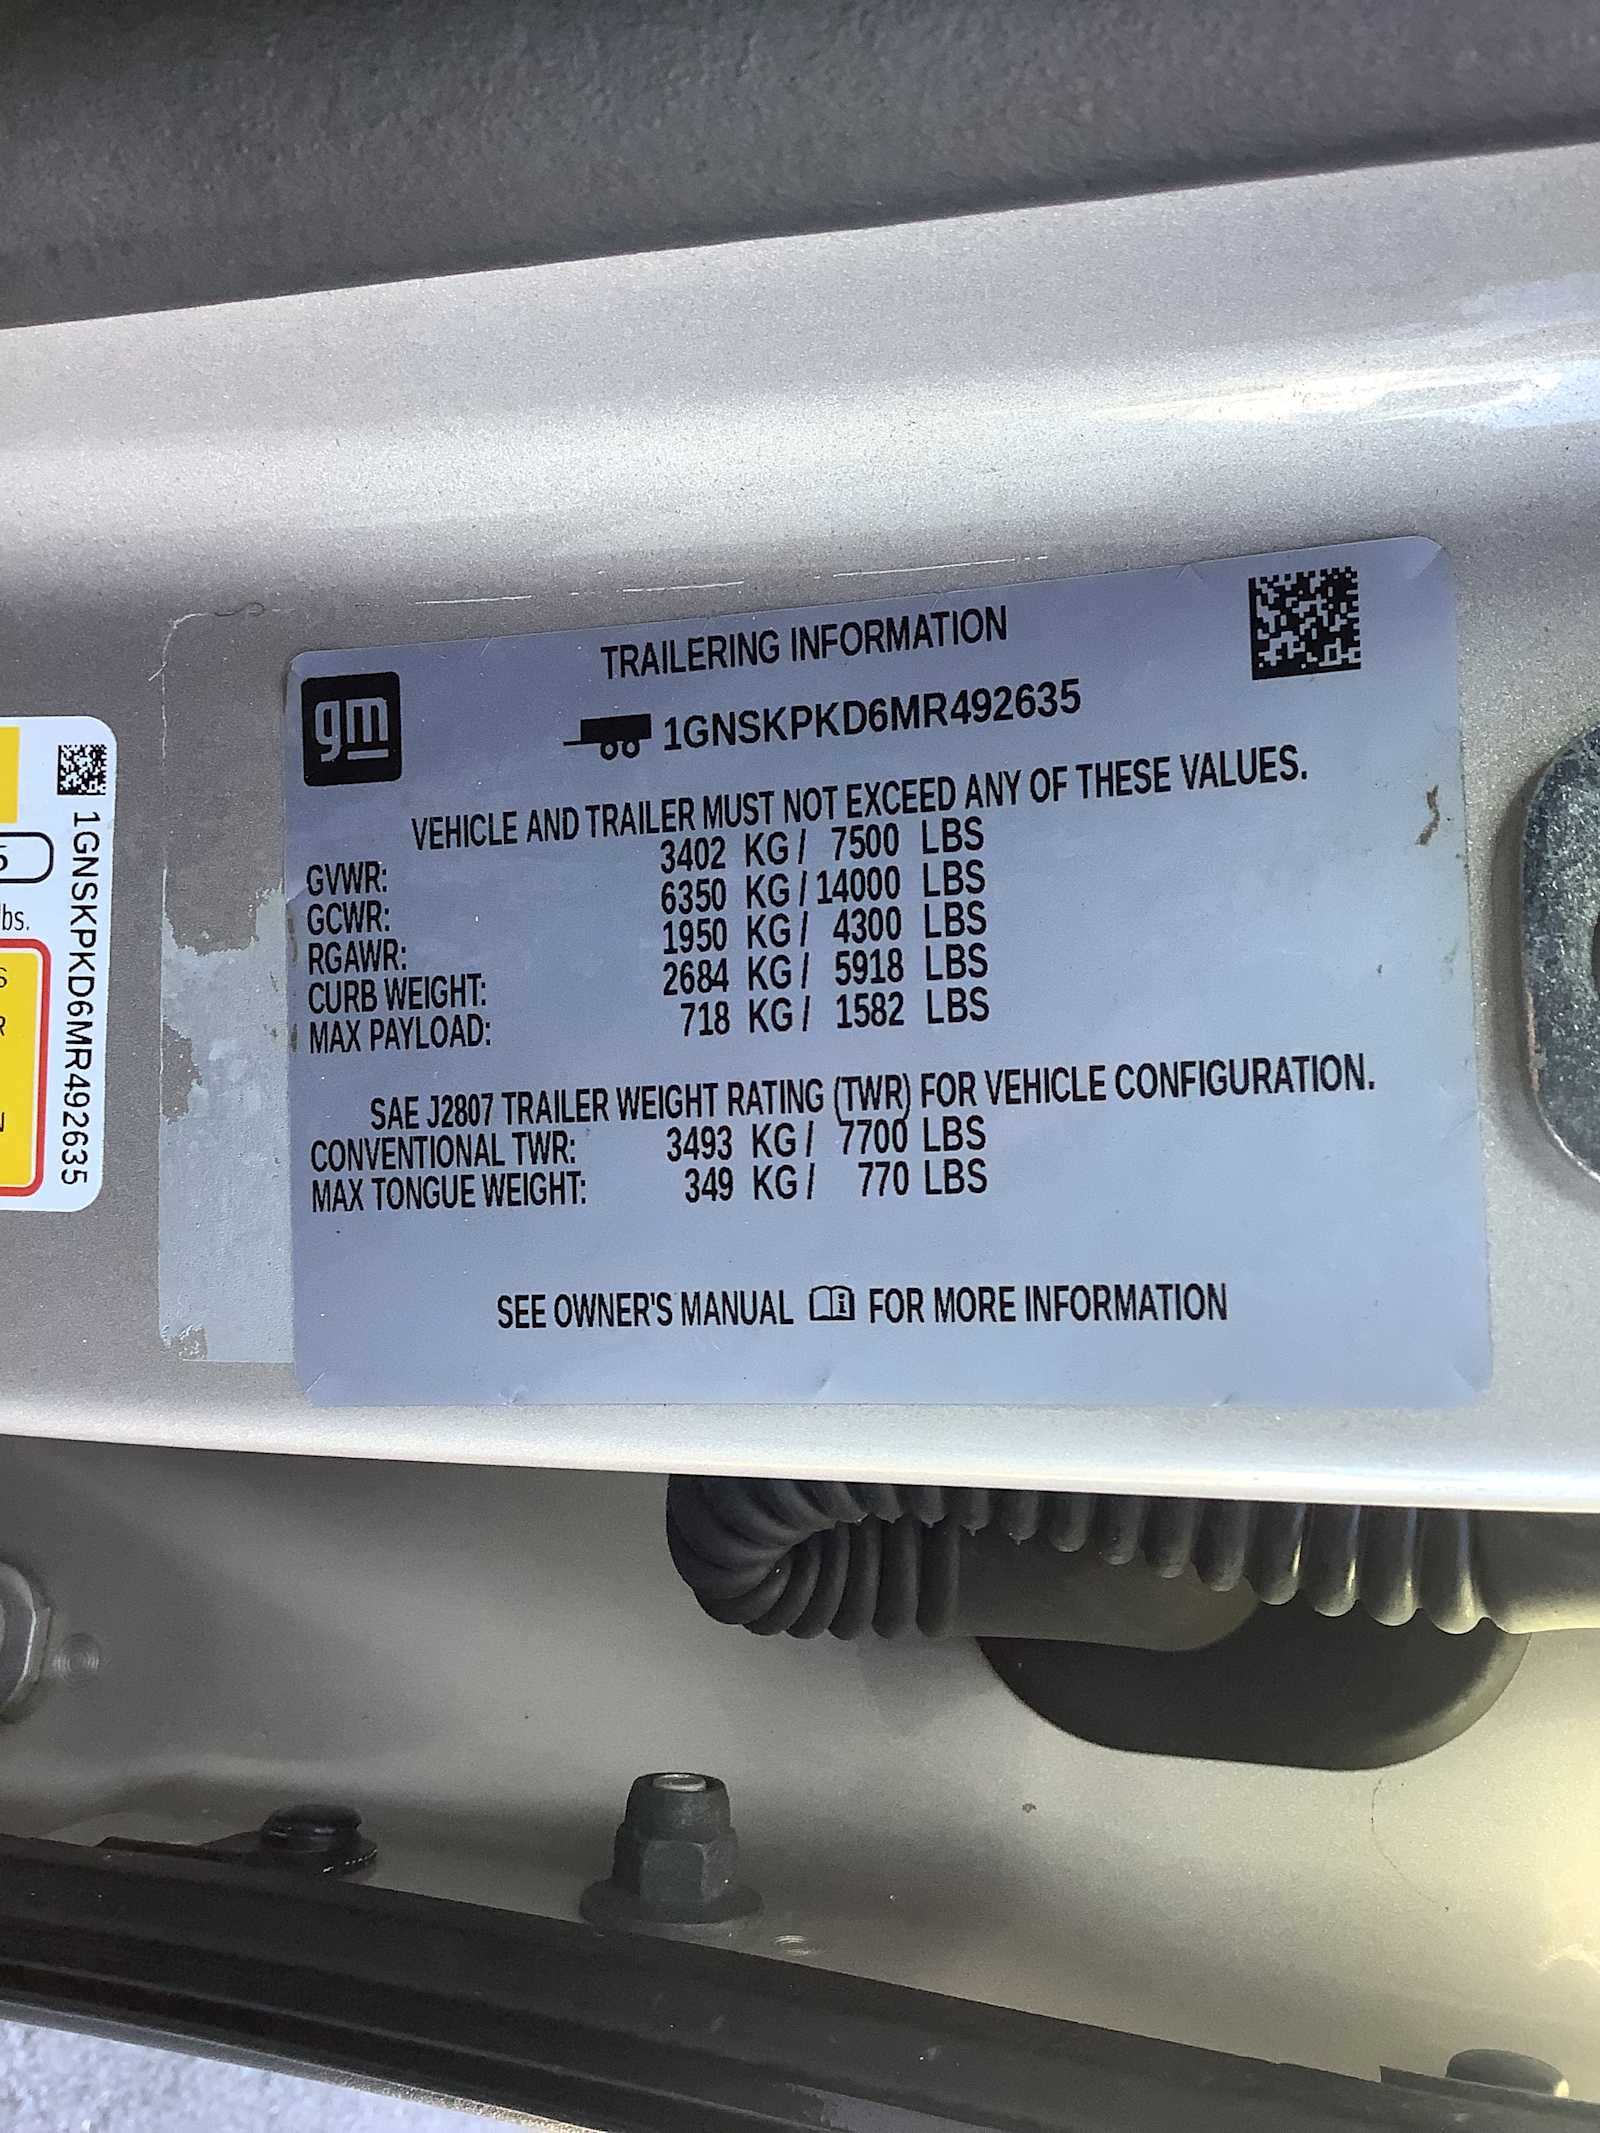 TRAILERING INFORMATION
gm
1GNSKPKD6MR492635
VEHICLE AND TRAILER MUST NOT EXCEED ANY OF THESE VALUES.
GVWR: 3402 KG / 7500 LBS
GCWR: 6350 KG / 14000 LBS
RGAWR: 1950 KG / 4300 LBS
CURB WEIGHT: 2684 KG / 5918 LBS
MAX PAYLOAD: 718 KG / 1582 LBS
SAE J2807 TRAILER WEIGHT RATING (TWR) FOR VEHICLE CONFIGURATION.
CONVENTIONAL TWR: 3493 KG / 7700 LBS
MAX TONGUE WEIGHT: 349 KG / 770 LBS
SEE OWNER'S MANUAL i FOR MORE INFORMATION
1GNSKPKD6MR492635
lbs.